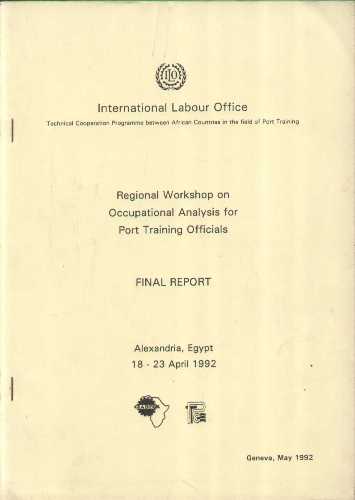 ILO
International Labour Office
Technical Cooperation Programme between African Countries in the field of Port Training
Regional Workshop on
Occupational Analysis for
Port Training Officials
FINAL REPORT
Alexandria, Egypt
18 - 23 April 1992
Geneva, May 1992